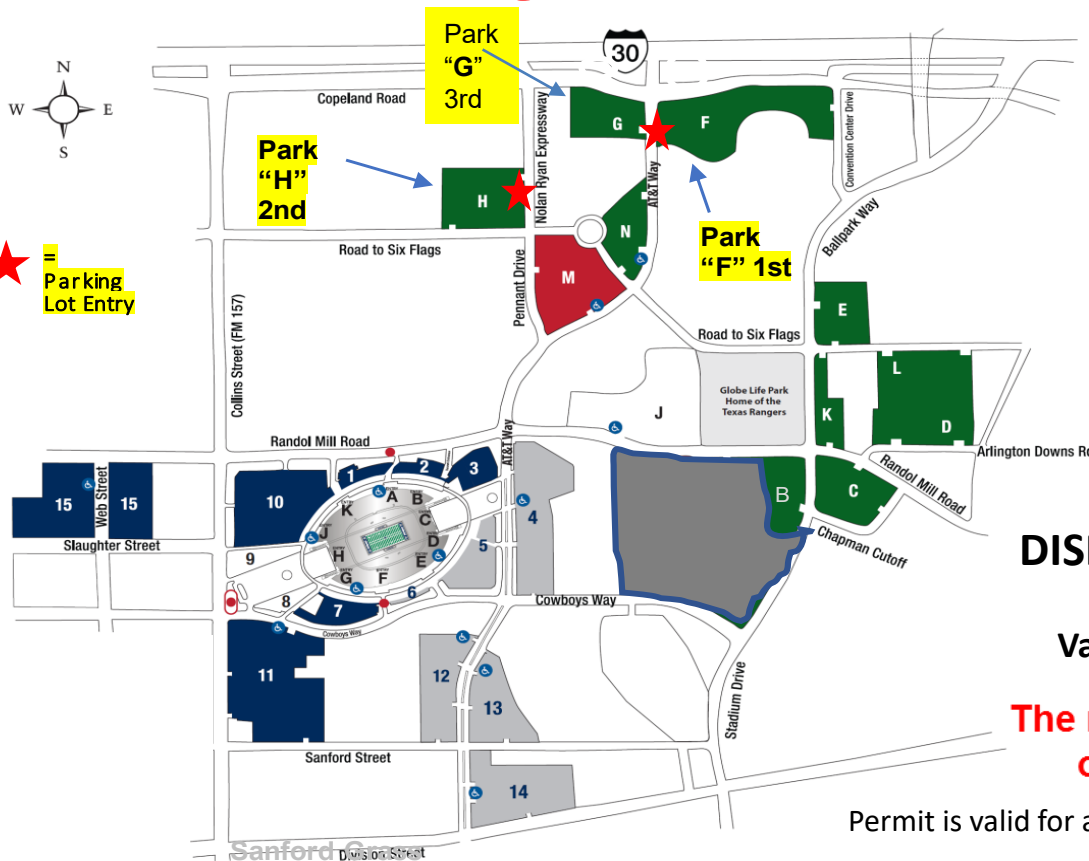 Park
“G”
3rd
30
N
W
E
S
Copeland Road
G
F
Park
“H”
2nd
H
Nolan Ryan Expressway
AT&T Way
Convention Center Drive
Ballpark Way
N
Park
“F” 1st
Road to Six Flags
=
Parking
Lot Entry
Collins Street (FM 157)
Pennant Drive
M
E
Road to Six Flags
L
Globe Life Park
Home of the
Texas Rangers
J
K
D
Randol Mill Road
AT&T Way
Arlington Downs Ro
Randol Mill Road
15
Web Street
15
10
1
2
3
4
B
C
A
B
C
D
E
F
G
H
J
K
Slaughter Street
9
5
Chapman Cutoff
DIS
8
7
6
Cowboys Way
Cowboys Way
Va
11
12
13
Stadium Drive
The
Sanford Street
14
Permit is valid for a
Sanford Grass
Division Street